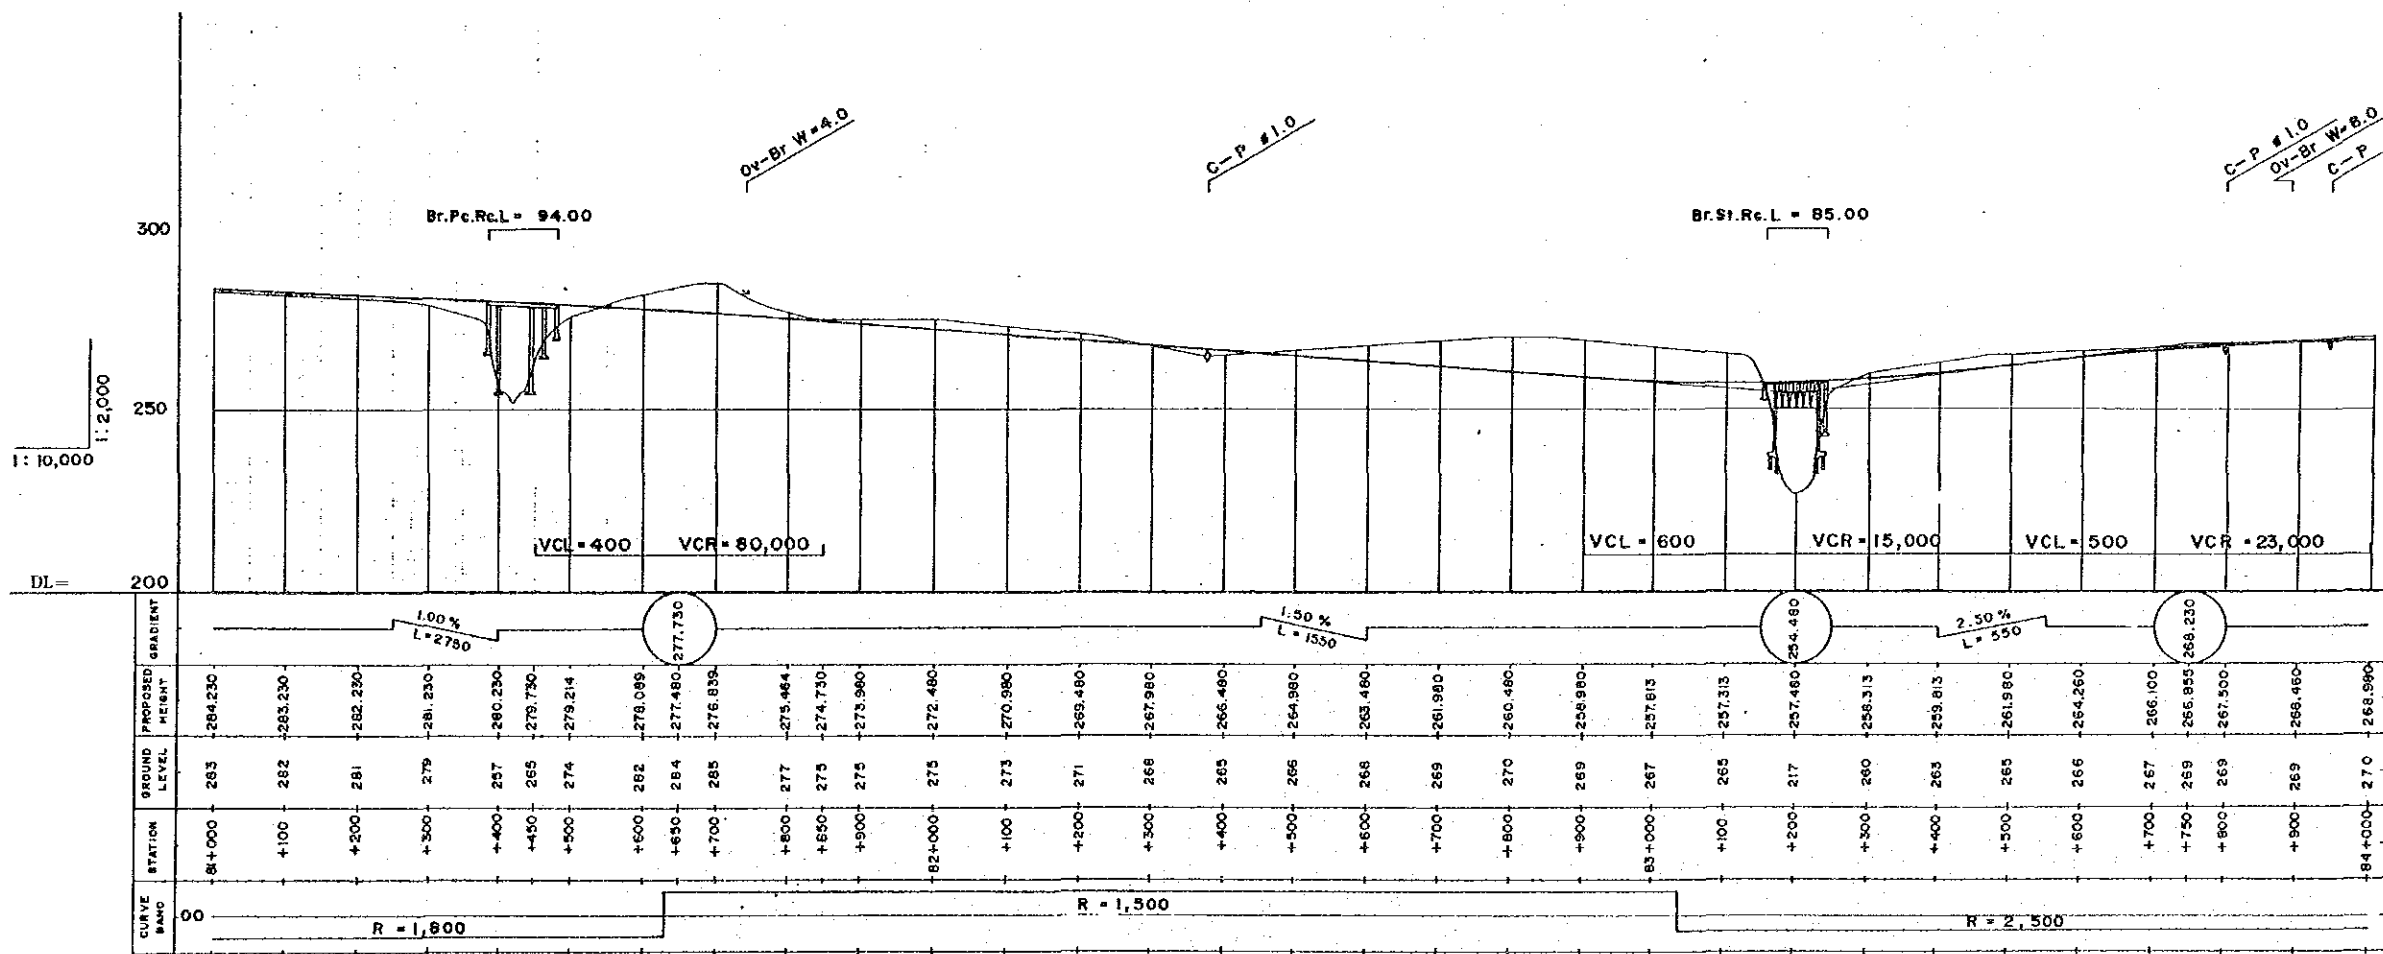 Ov-Br W=4.0
C-P ø1.0
C-P ø1.0
Ov-Br W=8.0
C-P
Br.Pc.Rc.L = 94.00
Br.St.Rc.L = 85.00
300
250
1:2,000
1:10,000
VCL=400 VCR=80,000
VCL=600 VCR=15,000 VCL=500 VCR=23,000
DL= 200
GRADIENT
1.00 %
L=2780
277.730
1.50 %
L=1550
254.480
2.50 %
L=550
268.230
PROPOSED HEIGHT
284.230 283.230 282.230 281.230 280.230 279.730 279.214 278.089 277.480 276.839 275.464 274.730 273.980 272.480 270.980 269.480 267.980 266.480 264.980 263.480 261.980 260.480 258.980 257.813 257.313 257.480 258.313 259.813 261.980 264.260 266.100 266.855 267.500 268.460 268.980
GROUND LEVEL
283 282 281 279 257 265 274 282 284 285 277 275 275 275 273 271 268 265 266 268 269 270 269 267 265 217 260 263 265 266 267 269 269 269 270
STATION
81+000 +100 +200 +300 +400 +450 +500 +600 +650 +700 +800 +850 +900 82+000 +100 +200 +300 +400 +500 +600 +700 +800 +900 83+000 +100 +200 +300 +400 +500 +600 +700 +750 +800 +900 84+000
CURVE BAND
00
R = 1,800
R = 1,500
R = 2,500